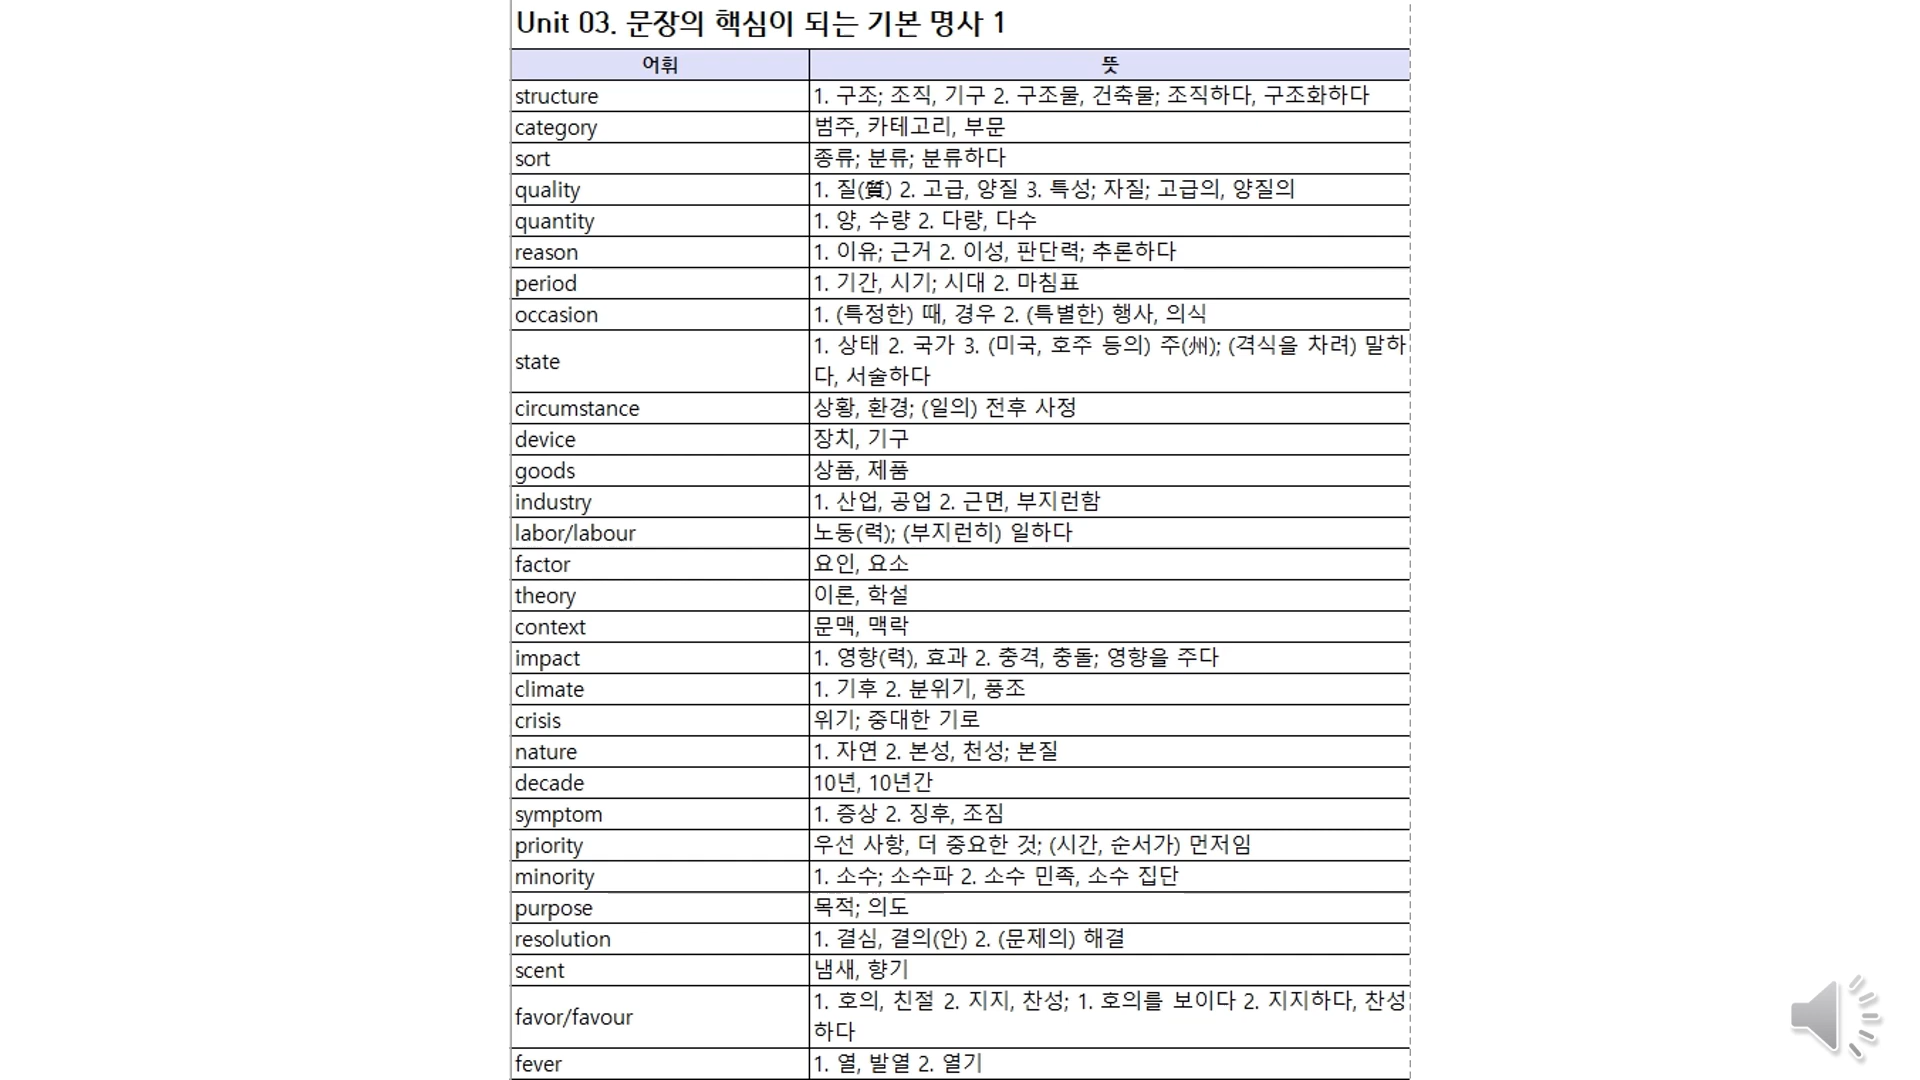 Unit 03. 문장의 핵심이 되는 기본 명사 1
어휘 뜻
structure 1. 구조; 조직, 기구 2. 구조물, 건축물; 조직하다, 구조화하다
category 범주, 카테고리, 부문
sort 종류; 분류; 분류하다
quality 1. 질(質) 2. 고급, 양질 3. 특성; 자질; 고급의, 양질의
quantity 1. 양, 수량 2. 다량, 다수
reason 1. 이유; 근거 2. 이성, 판단력; 추론하다
period 1. 기간, 시기; 시대 2. 마침표
occasion 1. (특정한) 때, 경우 2. (특별한) 행사, 의식
state 1. 상태 2. 국가 3. (미국, 호주 등의) 주(州); (격식을 차려) 말하
다, 서술하다
circumstance 상황, 환경; (일의) 전후 사정
device 장치, 기구
goods 상품, 제품
industry 1. 산업, 공업 2. 근면, 부지런함
labor/labour 노동(력); (부지런히) 일하다
factor 요인, 요소
theory 이론, 학설
context 문맥, 맥락
impact 1. 영향(력), 효과 2. 충격, 충돌; 영향을 주다
climate 1. 기후 2. 분위기, 풍조
crisis 위기; 중대한 기로
nature 1. 자연 2. 본성, 천성; 본질
decade 10년, 10년간
symptom 1. 증상 2. 징후, 조짐
priority 우선 사항, 더 중요한 것; (시간, 순서가) 먼저임
minority 1. 소수; 소수파 2. 소수 민족, 소수 집단
purpose 목적; 의도
resolution 1. 결심, 결의(안) 2. (문제의) 해결
scent 냄새, 향기
favor/favour 1. 호의, 친절 2. 지지, 찬성; 1. 호의를 보이다 2. 지지하다, 찬성
하다
fever 1. 열, 발열 2. 열기